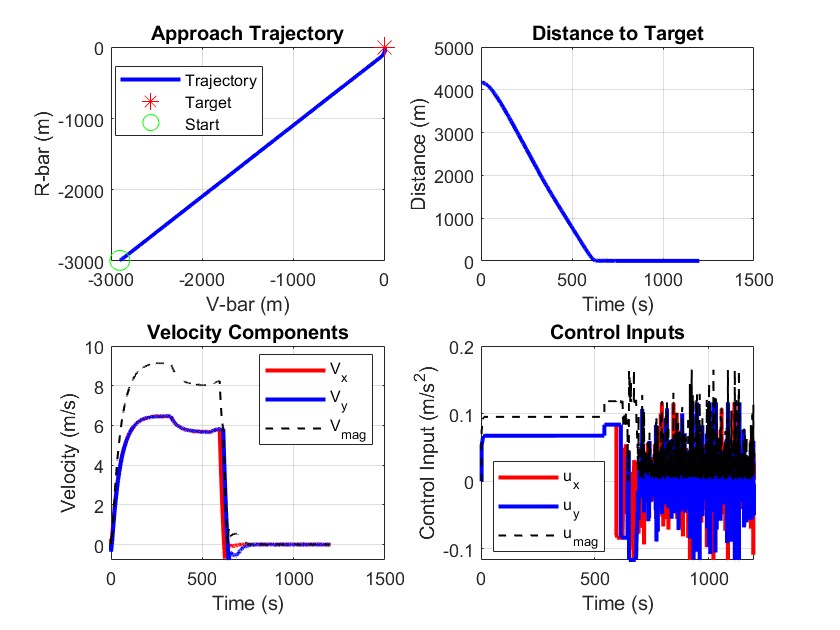 Approach Trajectory
0
-1000
-2000
-3000
R-bar (m)
Trajectory
Target
Start
-3000 -2000 -1000 0
V-bar (m)
Distance to Target
5000
4000
3000
2000
1000
0
Distance (m)
0 500 1000 1500
Time (s)
Velocity Components
10
8
6
4
2
0
Velocity (m/s)
V_x
V_y
V_mag
0 500 1000 1500
Time (s)
Control Inputs
0.2
0.1
0
-0.1
Control Input (m/s²)
u_x
u_y
u_mag
0 500 1000
Time (s)